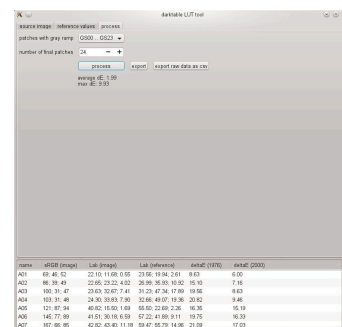 darktable LUT tool
source image reference values process
patches with gray ramp GS00 .. GS23
number of final patches 24 − +
process export export raw data as csv
average dE: 1.99
max dE: 9.93
name sRGB (image) Lab (image) Lab (reference) deltaE (1976) deltaE (2000)
A01 69; 46; 52 22.10; 11.68; 0.55 23.56; 19.94; 2.61 8.63 6.00
A02 86; 39; 49 22.65; 23.22; 4.02 26.99; 35.93; 10.92 15.10 7.16
A03 100; 31; 47 23.63; 32.67; 7.41 31.23; 47.34; 17.89 19.56 8.63
A04 103; 31; 48 24.30; 33.83; 7.90 32.66; 49.07; 19.36 20.82 9.46
A05 121; 87; 94 40.82; 15.50; 1.69 55.50; 22.69; 2.26 16.36 15.19
A06 145; 77; 89 41.51; 30.18; 6.59 57.22; 41.89; 9.11 19.75 16.33
A07 167; 66; 85 42.82; 43.40; 11.18 59.47; 55.79; 14.96 21.09 17.03